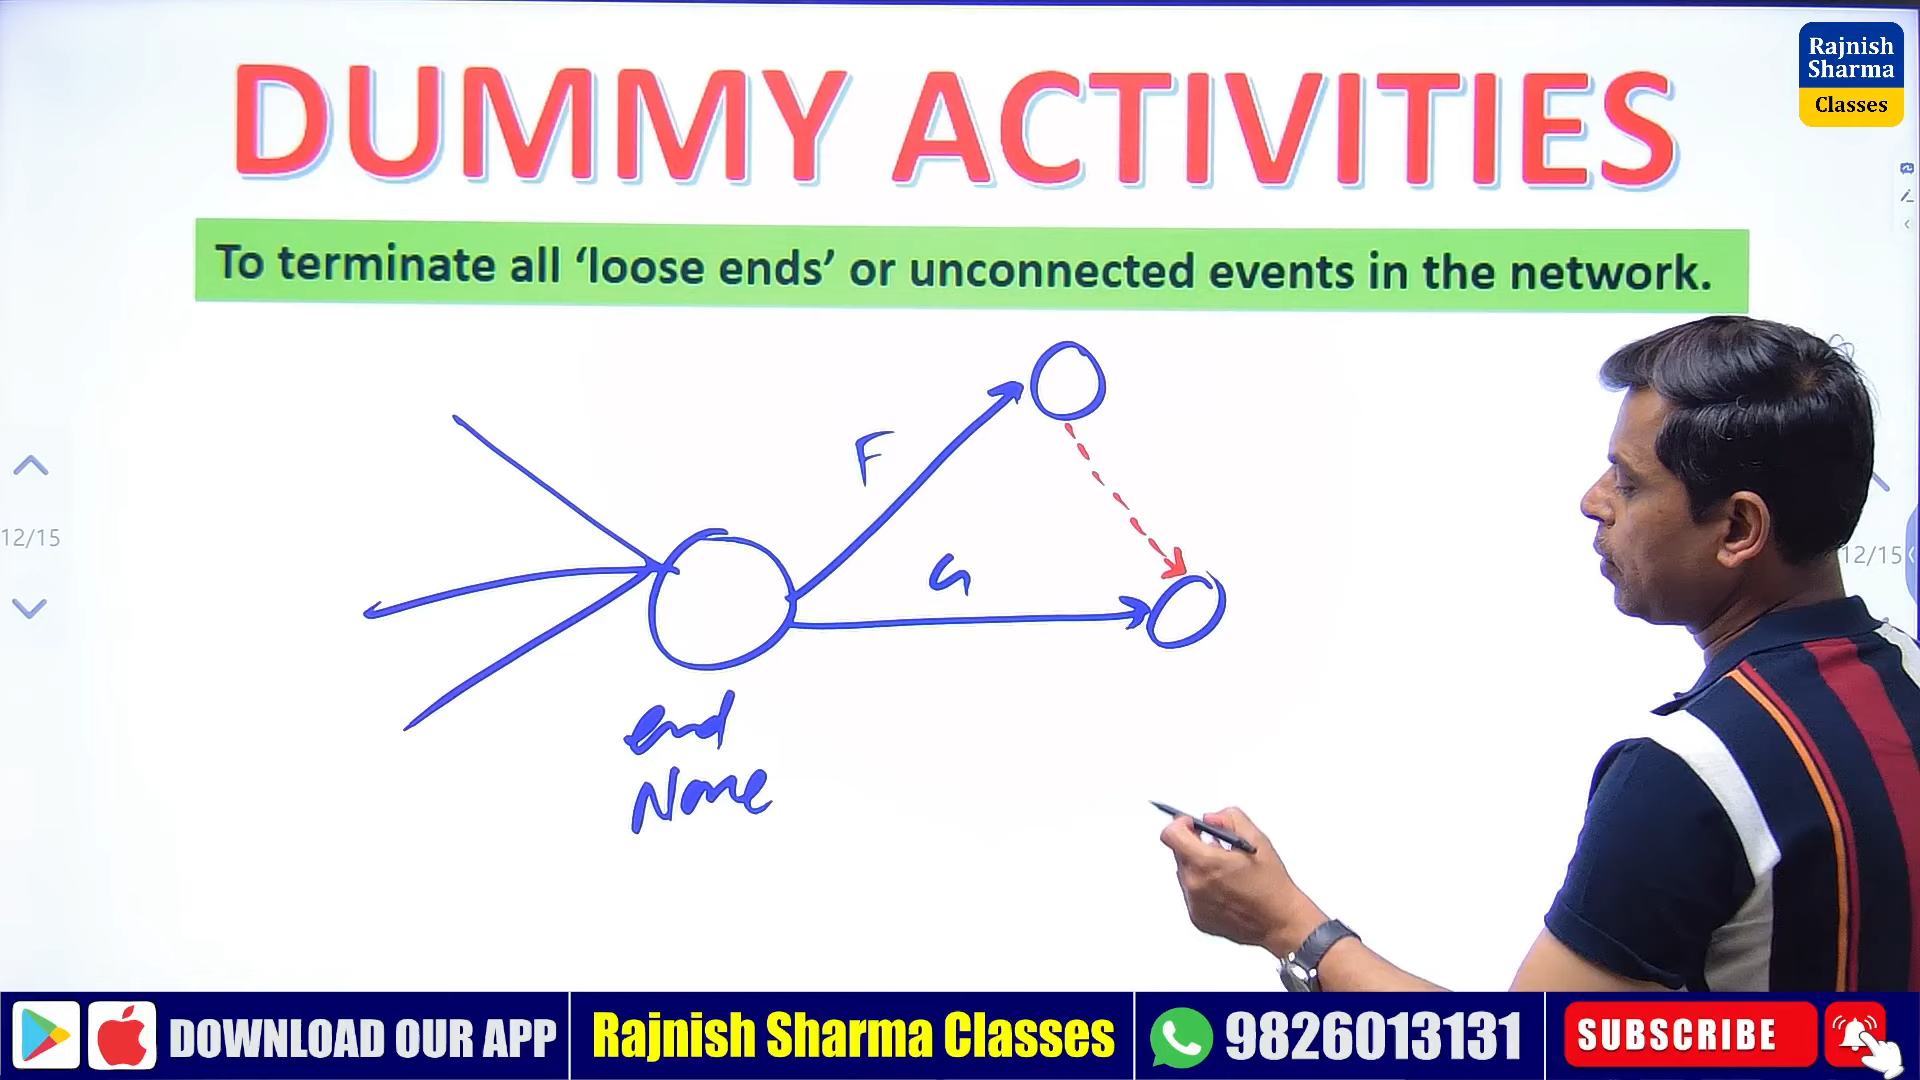 DUMMY ACTIVITIES
Rajnish
Sharma
Classes
To terminate all ‘loose ends’ or unconnected events in the network.
F
G
end
None
12/15
12/15
DOWNLOAD OUR APP
Rajnish Sharma Classes
9826013131
SUBSCRIBE